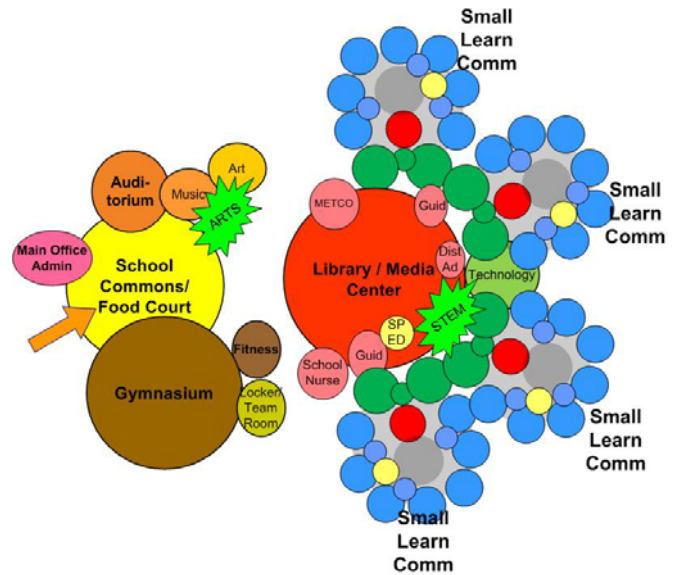 Small
Learn
Comm
Art
Audi-
torium
Music
ARTS
METCO
Guid
Small
Learn
Comm
Main Office
Admin
School
Commons/
Food Court
Library / Media
Center
Dist
Ad
Technology
STEM
SP
ED
Fitness
Guid
School
Nurse
Gymnasium
Locker/
Team
Room
Small
Learn
Comm
Small
Learn
Comm